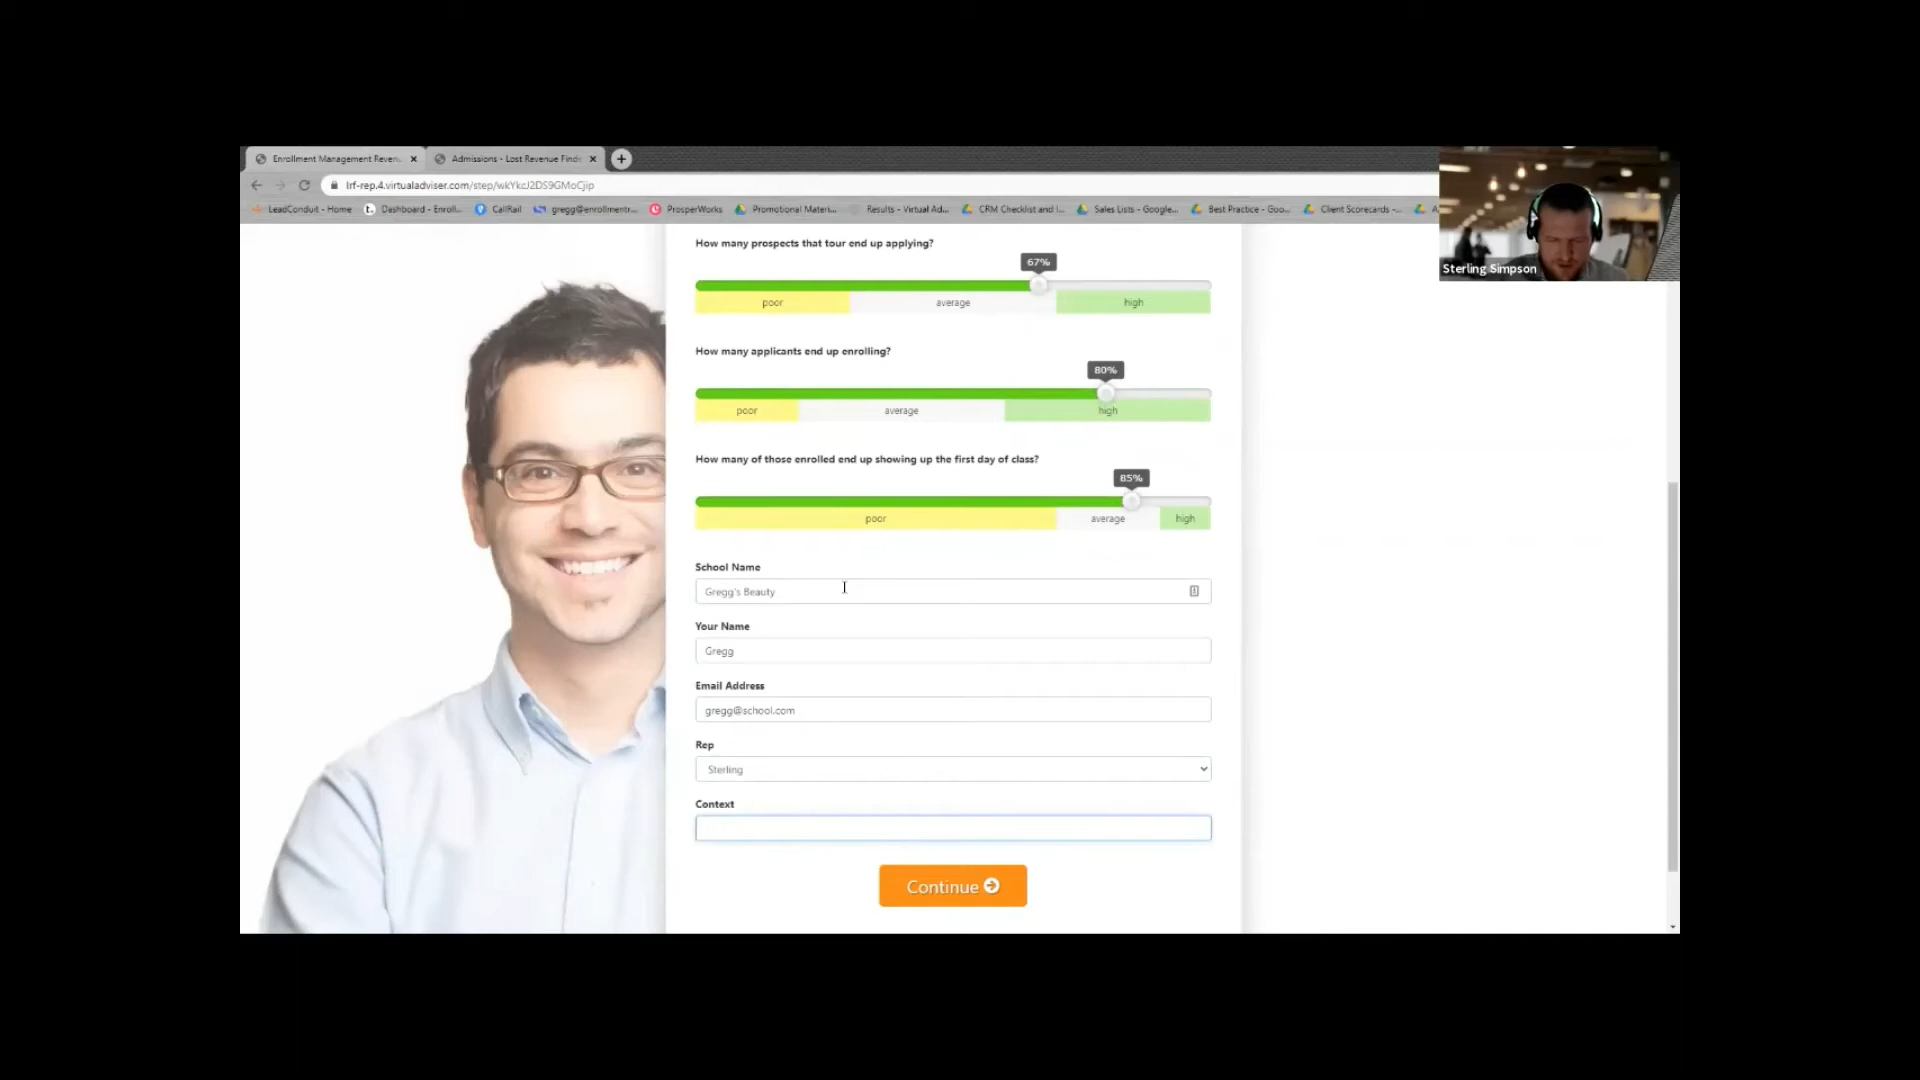 Enrollment Management Reven...
Admissions - Lost Revenue Finde
lrf-rep.4.virtualadviser.com/step/wkYkcJ2DS9GMoCjip
LeadConduit - Home
Dashboard - Enroll...
CallRail
gregg@enrollmentr...
ProsperWorks
Promotional Materi...
Results - Virtual Ad...
CRM Checklist and I...
Sales Lists - Google...
Best Practice - Goo...
Client Scorecards -...
Sterling Simpson
How many prospects that tour end up applying?
67%
poor average high
How many applicants end up enrolling?
80%
poor average high
How many of those enrolled end up showing up the first day of class?
85%
poor average high
School Name
Gregg's Beauty
Your Name
Gregg
Email Address
gregg@school.com
Rep
Sterling
Context
Continue